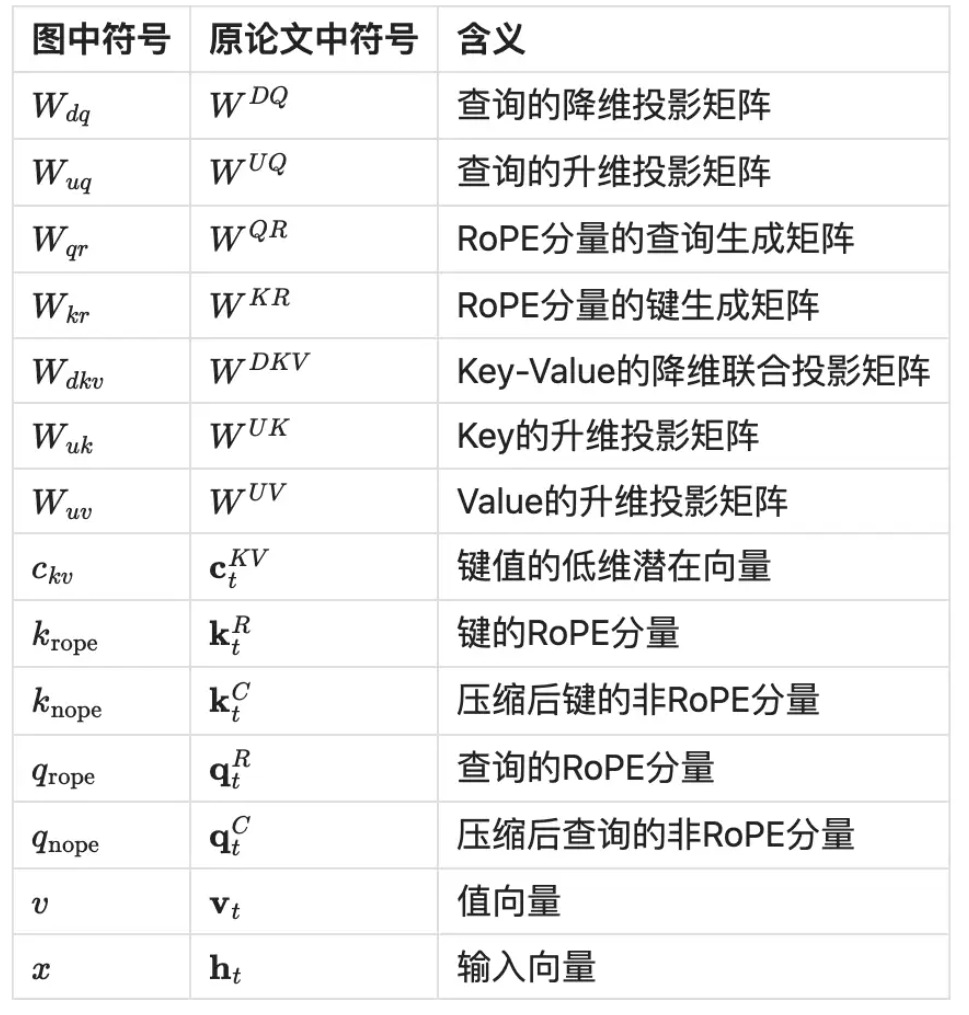 图中符号 原论文中符号 含义
$W_{dq}$ $W^{DQ}$ 查询的降维投影矩阵
$W_{uq}$ $W^{UQ}$ 查询的升维投影矩阵
$W_{qr}$ $W^{QR}$ RoPE分量的查询生成矩阵
$W_{kr}$ $W^{KR}$ RoPE分量的键生成矩阵
$W_{dkv}$ $W^{DKV}$ Key-Value的降维联合投影矩阵
$W_{uk}$ $W^{UK}$ Key的升维投影矩阵
$W_{uv}$ $W^{UV}$ Value的升维投影矩阵
$c_{kv}$ $\mathbf{c}_t^{KV}$ 键值的低维潜在向量
$k_{\text{rope}}$ $\mathbf{k}_t^{R}$ 键的RoPE分量
$k_{\text{nope}}$ $\mathbf{k}_t^{C}$ 压缩后键的非RoPE分量
$q_{\text{rope}}$ $\mathbf{q}_t^{R}$ 查询的RoPE分量
$q_{\text{nope}}$ $\mathbf{q}_t^{C}$ 压缩后查询的非RoPE分量
$v$ $\mathbf{v}_t$ 值向量
$x$ $\mathbf{h}_t$ 输入向量